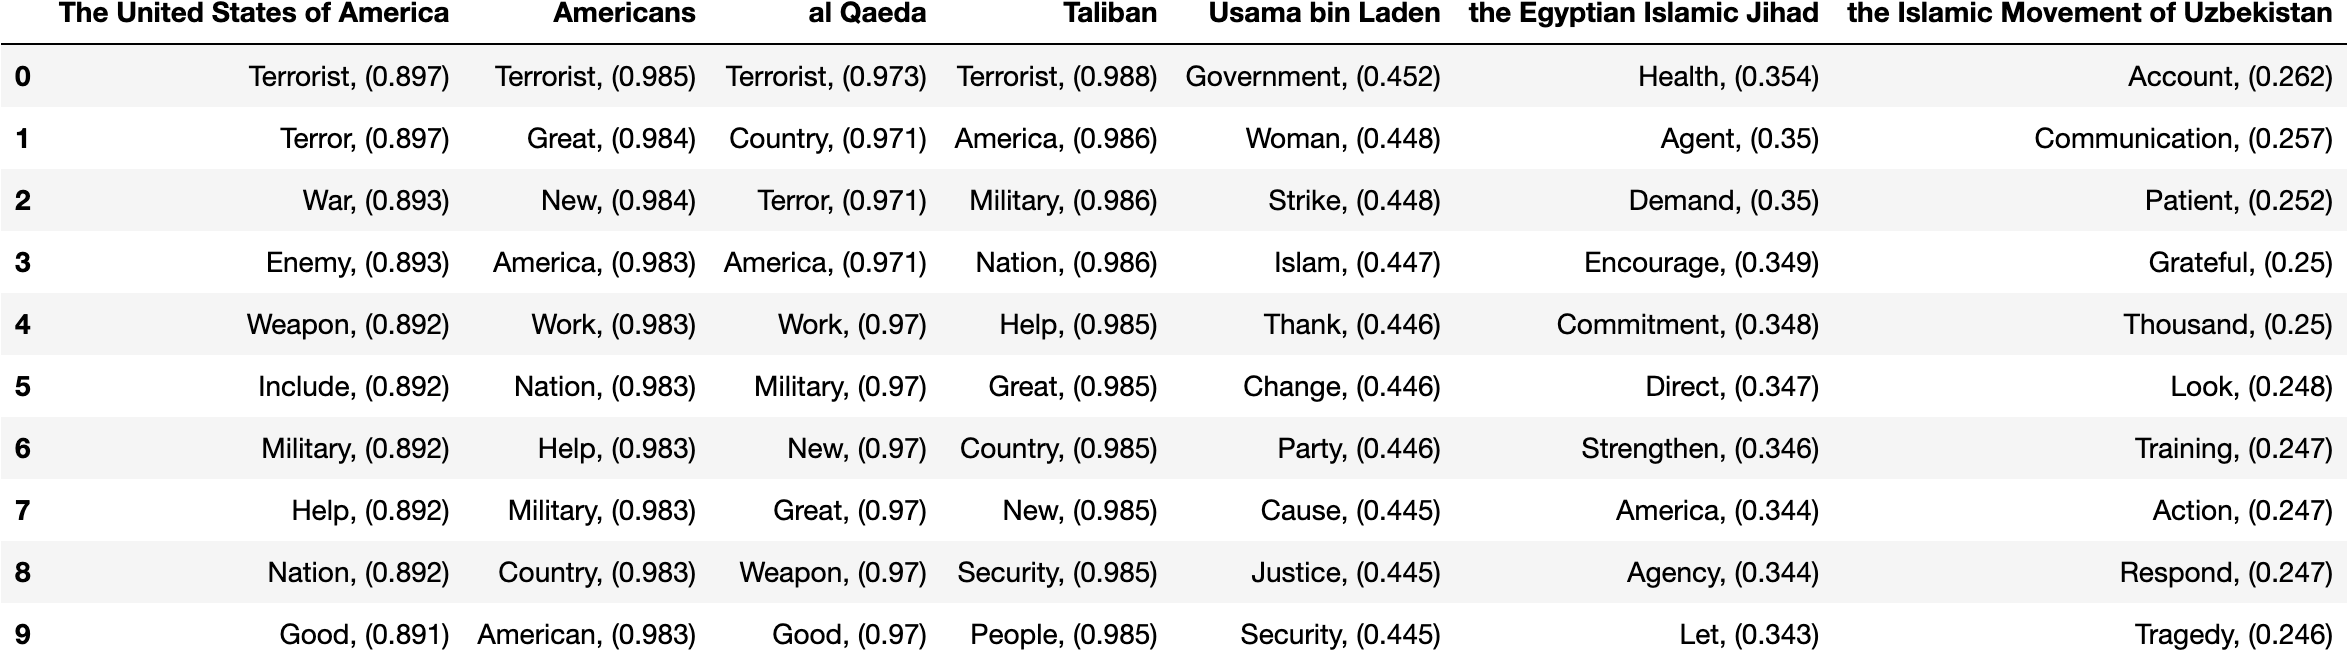 The United States of America Americans al Qaeda Taliban Usama bin Laden the Egyptian Islamic Jihad the Islamic Movement of Uzbekistan
0 Terrorist, (0.897) Terrorist, (0.985) Terrorist, (0.973) Terrorist, (0.988) Government, (0.452) Health, (0.354) Account, (0.262)
1 Terror, (0.897) Great, (0.984) Country, (0.971) America, (0.986) Woman, (0.448) Agent, (0.35) Communication, (0.257)
2 War, (0.893) New, (0.984) Terror, (0.971) Military, (0.986) Strike, (0.448) Demand, (0.35) Patient, (0.252)
3 Enemy, (0.893) America, (0.983) America, (0.971) Nation, (0.986) Islam, (0.447) Encourage, (0.349) Grateful, (0.25)
4 Weapon, (0.892) Work, (0.983) Work, (0.97) Help, (0.985) Thank, (0.446) Commitment, (0.348) Thousand, (0.25)
5 Include, (0.892) Nation, (0.983) Military, (0.97) Great, (0.985) Change, (0.446) Direct, (0.347) Look, (0.248)
6 Military, (0.892) Help, (0.983) New, (0.97) Country, (0.985) Party, (0.446) Strengthen, (0.346) Training, (0.247)
7 Help, (0.892) Military, (0.983) Great, (0.97) New, (0.985) Cause, (0.445) America, (0.344) Action, (0.247)
8 Nation, (0.892) Country, (0.983) Weapon, (0.97) Security, (0.985) Justice, (0.445) Agency, (0.344) Respond, (0.247)
9 Good, (0.891) American, (0.983) Good, (0.97) People, (0.985) Security, (0.445) Let, (0.343) Tragedy, (0.246)